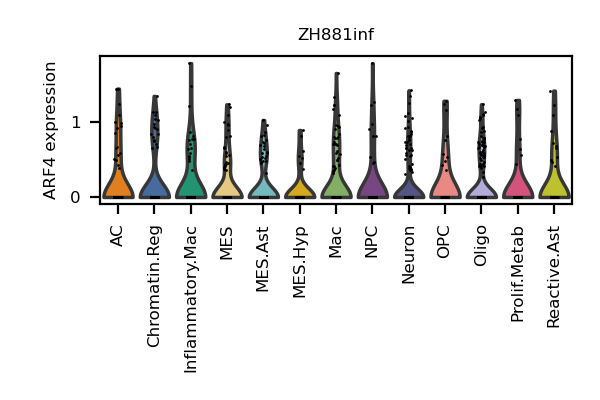 ZH881inf
ARF4 expression
1
0
AC
Chromatin.Reg
Inflammatory.Mac
MES
MES.Ast
MES.Hyp
Mac
NPC
Neuron
OPC
Oligo
Prolif.Metab
Reactive.Ast